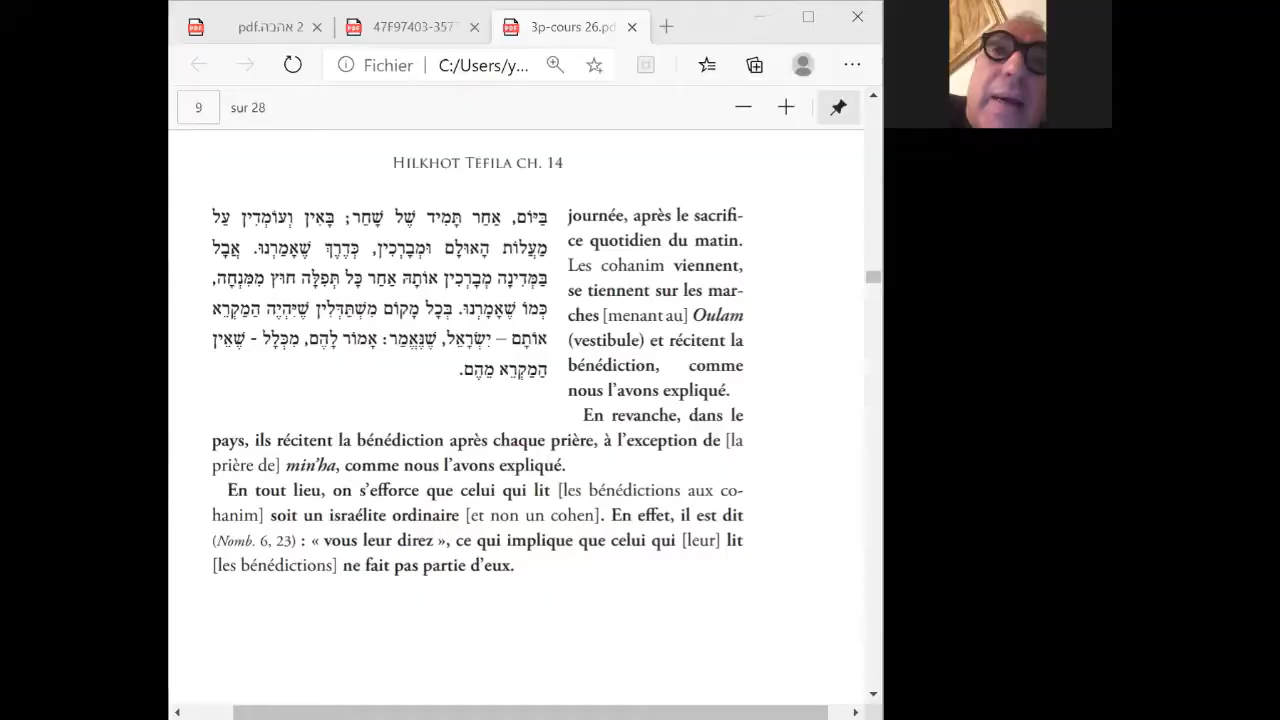 2 אהבה.pdf
47F97403-357
3p-cours 26.pd
Fichier
C:/Users/y...
9
sur 28
Hilkhot Tefila ch. 14
בַּיּוֹם, אַחַר תָּמִיד שֶׁל שָׁחַר; בָּאִין וְעוֹמְדִין עַל
מַעֲלוֹת הָאוּלָם וּמְבָרְכִין, כְּדֶרֶךְ שֶׁאָמַרְנוּ. אֲבָל
בַּמְּדִינָה מְבָרְכִין אוֹתָהּ אַחַר כָּל תְּפִלָּה חוּץ מִמִּנְחָה,
כְּמוֹ שֶׁאָמַרְנוּ. בְּכָל מָקוֹם מִשְׁתַּדְּלִין שֶׁיִּהְיֶה הַמַּקְרֵא
אוֹתָם – יִשְׂרָאֵל, שֶׁנֶּאֱמַר: אָמוֹר לָהֶם, מִכְּלָל - שֶׁאֵין
הַמַּקְרֵא מֵהֶם.
journée, après le sacrifi-
ce quotidien du matin.
Les cohanim viennent,
se tiennent sur les mar-
ches [menant au] Oulam
(vestibule) et récitent la
bénédiction, comme
nous l’avons expliqué.
En revanche, dans le
pays, ils récitent la bénédiction après chaque prière, à l’exception de [la
prière de] min’ha, comme nous l’avons expliqué.
En tout lieu, on s’efforce que celui qui lit [les bénédictions aux co-
hanim] soit un israélite ordinaire [et non un cohen]. En effet, il est dit
(Nomb. 6, 23) : « vous leur direz », ce qui implique que celui qui [leur] lit
[les bénédictions] ne fait pas partie d’eux.